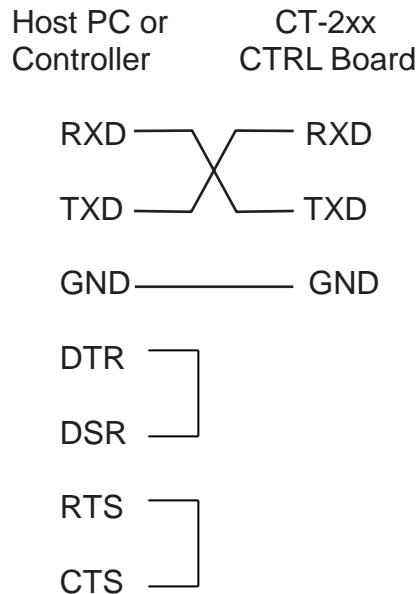 Host PC or CT-2xx
Controller CTRL Board
RXD RXD
TXD TXD
GND GND
DTR
DSR
RTS
CTS